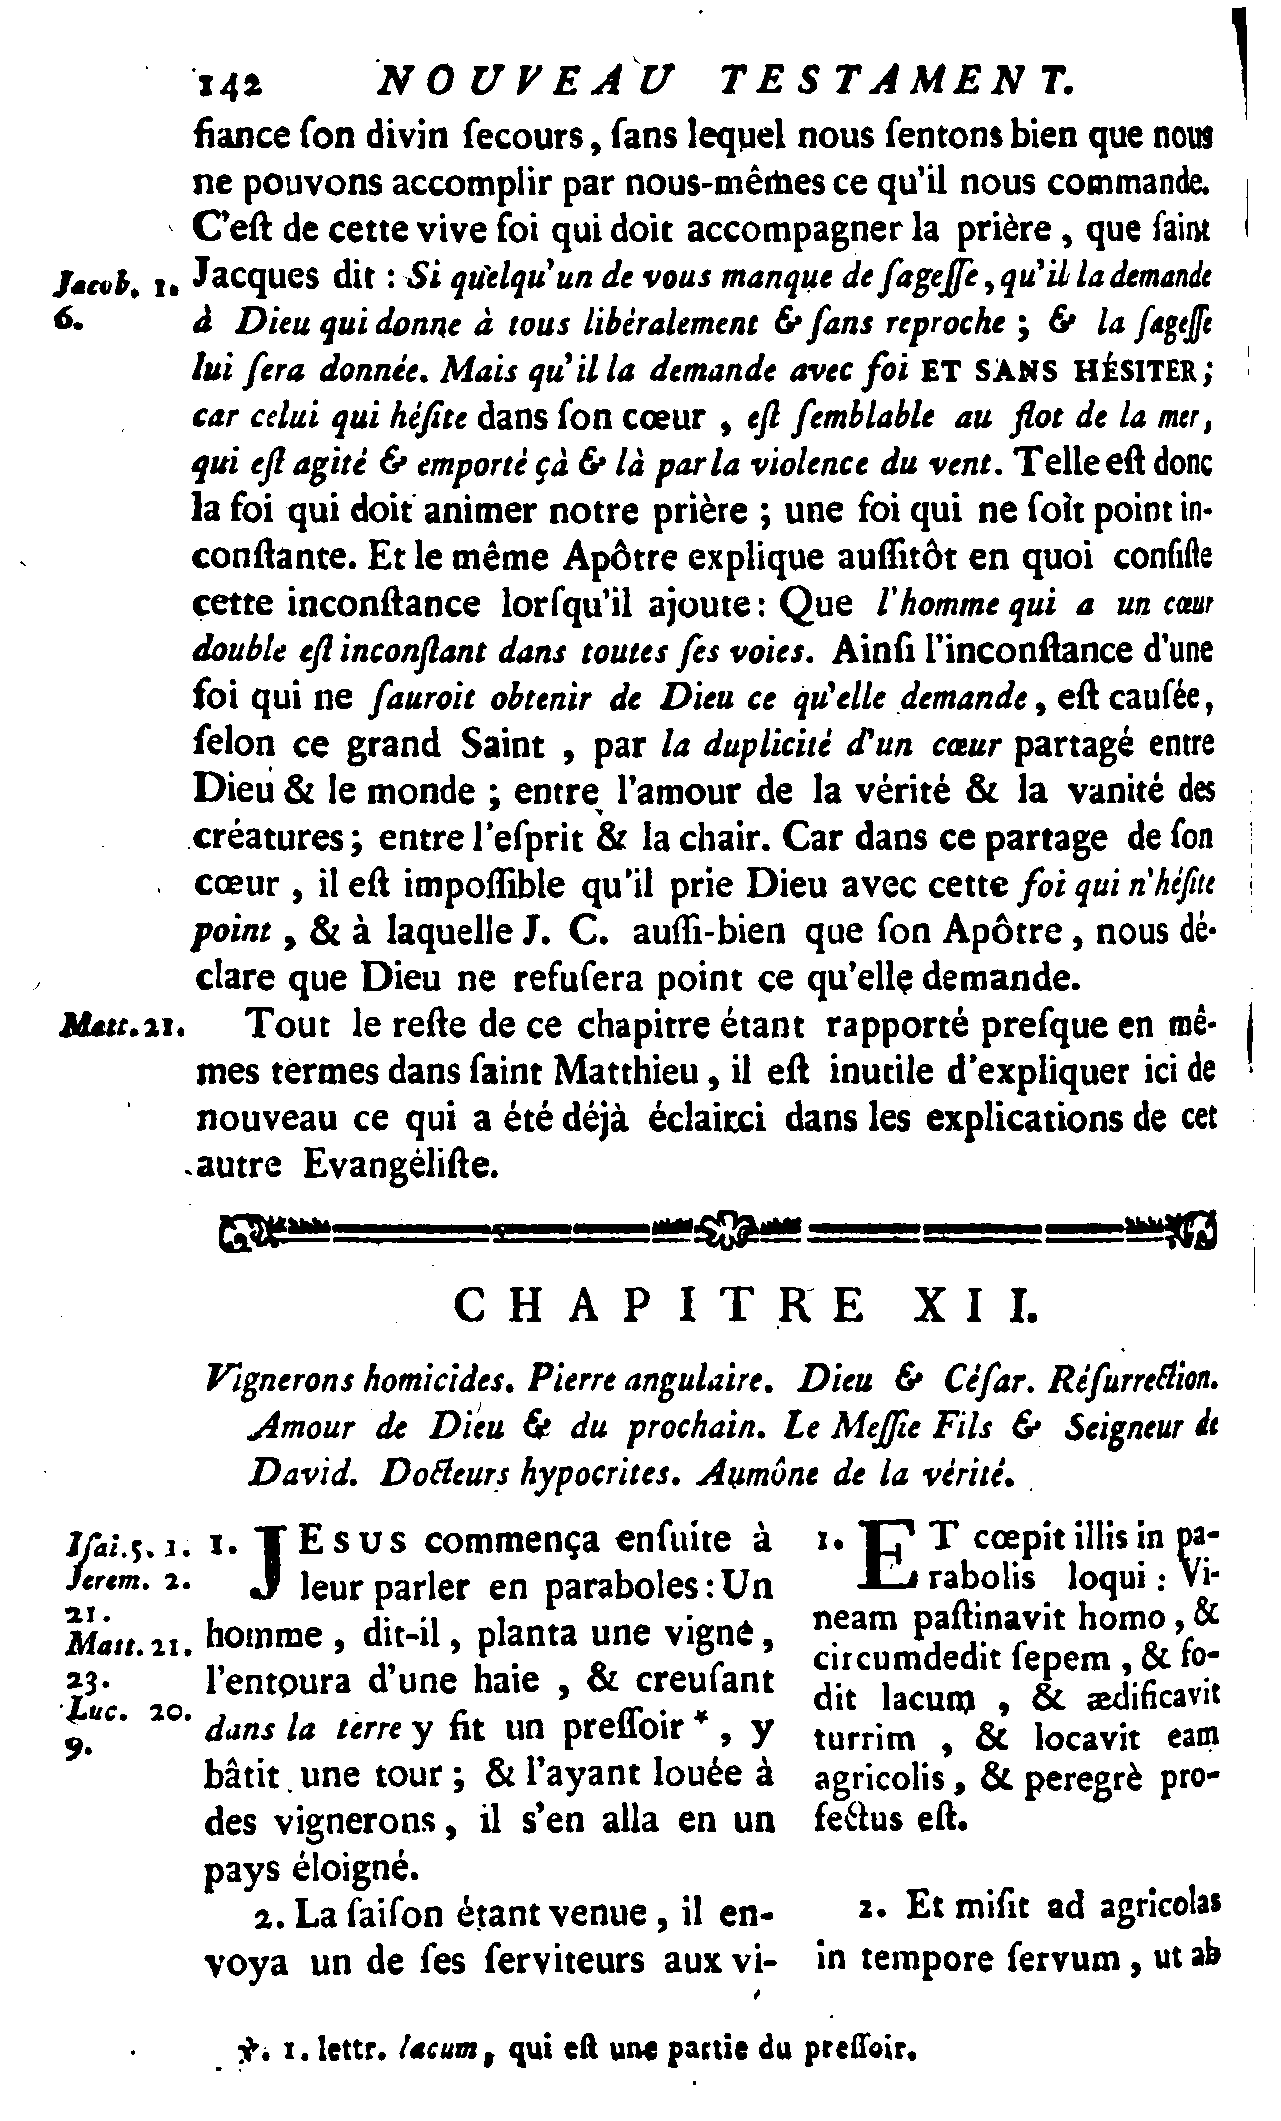 142 NOUVEAU TESTAMENT.
fiance ſon divin ſecours, ſans lequel nous ſentons bien que nous
ne pouvons accomplir par nous-mêmes ce qu'il nous commande.
C'eſt de cette vive foi qui doit accompagner la prière, que ſaint
Jacob. 1. Jacques dit : Si quelqu'un de vous manque de ſageſſe, qu'il la demande
6. à Dieu qui donne à tous libéralement & ſans reproche ; & la ſageſſe
lui ſera donnée. Mais qu'il la demande avec foi ET SANS HÉSITER;
car celui qui héſite dans ſon cœur, eſt ſemblable au flot de la mer,
qui eſt agité & emporté çà & là par la violence du vent. Telle eſt donc
la foi qui doit animer notre prière ; une foi qui ne ſoit point in-
conſtante. Et le même Apôtre explique auſſitôt en quoi conſiſte
cette inconſtance lorſqu'il ajoute : Que l'homme qui a un cœur
double eſt inconſtant dans toutes ſes voies. Ainſi l'inconſtance d'une
foi qui ne ſauroit obtenir de Dieu ce qu'elle demande, eſt cauſée,
ſelon ce grand Saint, par la duplicité d'un cœur partagé entre
Dieu & le monde ; entre l'amour de la vérité & la vanité des
créatures ; entre l'eſprit & la chair. Car dans ce partage de ſon
cœur, il eſt impoſſible qu'il prie Dieu avec cette foi qui n'héſite
point, & à laquelle J. C. auſſi-bien que ſon Apôtre, nous dé-
clare que Dieu ne refuſera point ce qu'elle demande.
Matt. 21. Tout le reſte de ce chapitre étant rapporté preſque en mê-
mes termes dans ſaint Matthieu, il eſt inutile d'expliquer ici de
nouveau ce qui a été déjà éclairci dans les explications de cet
autre Evangéliſte.
CHAPITRE XII.
Vignerons homicides. Pierre angulaire. Dieu & Céſar. Réſurrection.
Amour de Dieu & du prochain. Le Meſſie Fils & Seigneur de
David. Docteurs hypocrites. Aumône de la vérité.
Iſai. 5. 1.
Jerem. 2.
21.
Matt. 21.
23.
Luc. 20.
9.
1. JESUS commença enſuite à
leur parler en paraboles : Un
homme, dit-il, planta une vigne,
l'entoura d'une haie, & creuſant
dans la terre y fit un preſſoir *, y
bâtit une tour ; & l'ayant louée à
des vignerons, il s'en alla en un
pays éloigné.
2. La ſaiſon étant venue, il en-
voya un de ſes ſerviteurs aux vi-
1. ET cœpit illis in pa-
rabolis loqui : Vi-
neam paſtinavit homo, &
circumdedit ſepem, & fo-
dit lacum, & ædificavit
turrim, & locavit eam
agricolis, & peregrè pro-
fectus eſt.
2. Et miſit ad agricolas
in tempore ſervum, ut ab
℣. 1. lettr. lacum, qui eſt une partie du preſſoir.